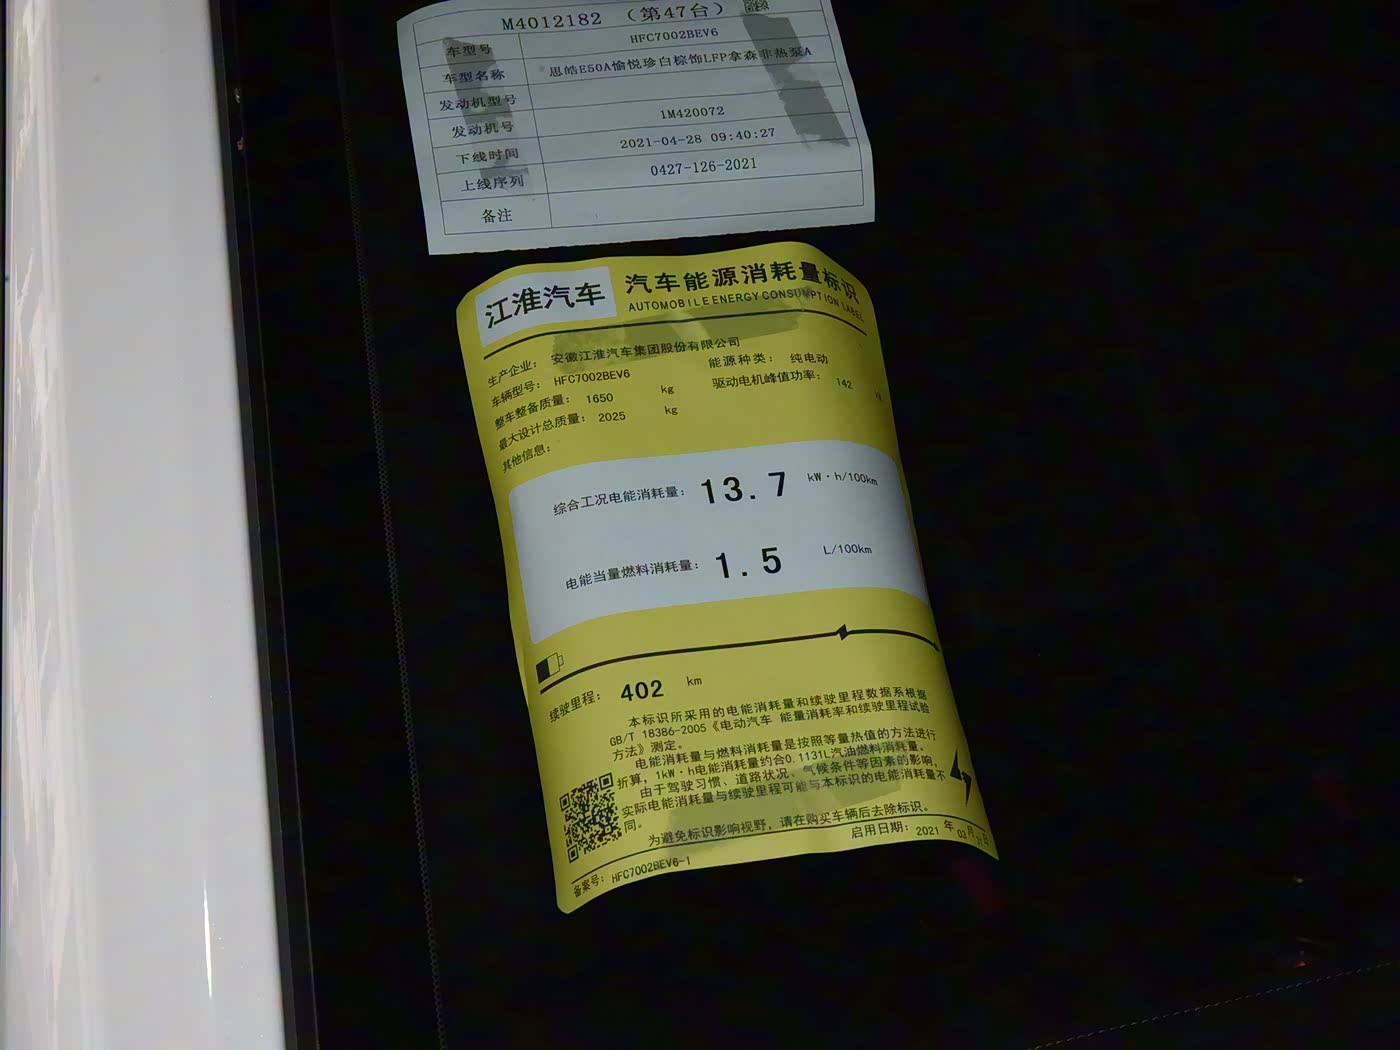 M4012182 （第47台）
车型号 HFC7002BEV6
车型名称 思皓E50A愉悦珍白棕饰LFP拿森非热泵A
发动机型号
发动机号 1M420072
下线时间 2021-04-28 09:40:27
上线序列 0427-126-2021
备注
江淮汽车 汽车能源消耗量标识
AUTOMOBILE ENERGY CONSUMPTION LABEL
生产企业： 安徽江淮汽车集团股份有限公司
车辆型号： HFC7002BEV6 能源种类： 纯电动
整车整备质量： 1650 kg 驱动电机峰值功率： 142
最大设计总质量： 2025 kg
其他信息：
综合工况电能消耗量： 13.7 kW·h/100km
电能当量燃料消耗量： 1.5 L/100km
续驶里程： 402 km
本标识所采用的电能消耗量和续驶里程数据系根据
GB/T 18386-2005《电动汽车 能量消耗率和续驶里程试验
方法》测定。
电能消耗量与燃料消耗量是按照等量热值的方法进行
折算，1kW·h电能消耗量约合0.1131L汽油燃料消耗量。
由于驾驶习惯、道路状况、气候条件等因素的影响，
实际电能消耗量与续驶里程可能与本标识的电能消耗量不
同。
为避免标识影响视野，请在购买车辆后去除标识。
备案号： HFC7002BEV6-1 启用日期： 2021 年 03 月 31 日